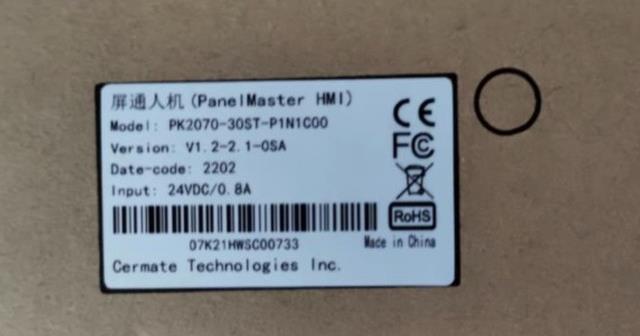 屏通人机 (PanelMaster HMI)
Model: PK2070-30ST-P1N1C00
Version: V1.2-2.1-0SA
Date-code: 2202
Input: 24VDC/0.8A
CE
FC
RoHS
07K21HWSC00733
Made in China
Cermate Technologies Inc.